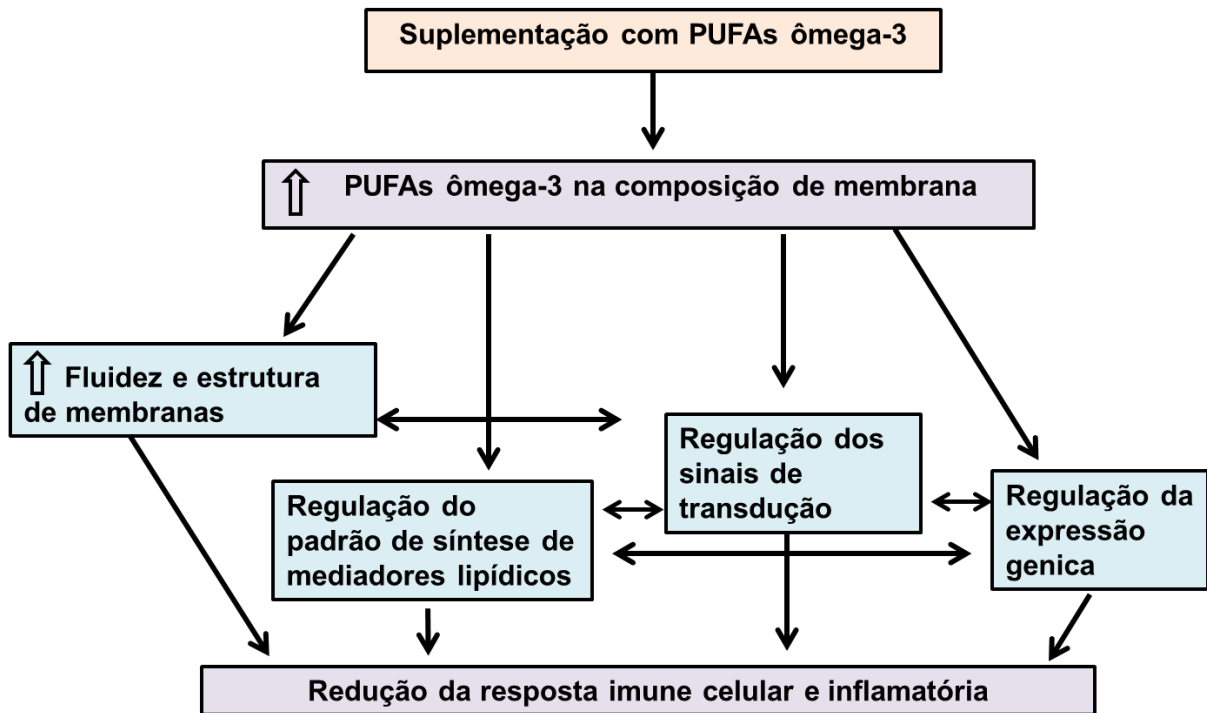 Suplementação com PUFAs ômega-3
PUFAs ômega-3 na composição de membrana
Fluidez e estrutura
de membranas
Regulação do
padrão de síntese de
mediadores lipídicos
Regulação dos
sinais de
transdução
Regulação da
expressão
genica
Redução da resposta imune celular e inflamatória